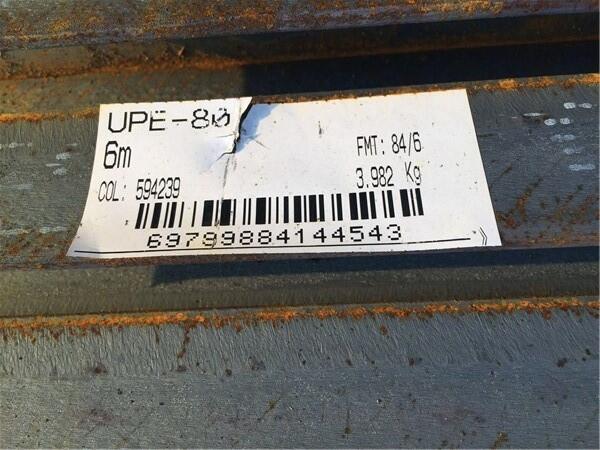 UPE-80
6m
FMT: 84/6
COL: 594239
3.982 Kg
69799884144543